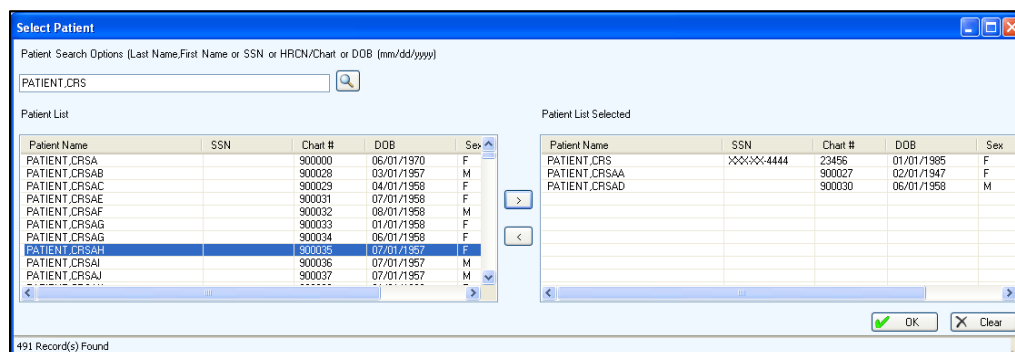 Select Patient
Patient Search Options (Last Name,First Name or SSN or HRCN/Chart or DOB (mm/dd/yyyy)
PATIENT,CRS
Patient List
Patient Name SSN Chart # DOB Sex
PATIENT,CRSA 900000 06/01/1970 F
PATIENT,CRSAB 900028 03/01/1957 M
PATIENT,CRSAC 900029 04/01/1958 F
PATIENT,CRSAE 900031 07/01/1958 F
PATIENT,CRSAF 900032 08/01/1958 M
PATIENT,CRSAG 900033 01/01/1958 F
PATIENT,CRSAG 900034 06/01/1958 F
PATIENT,CRSAH 900035 07/01/1957 F
PATIENT,CRSAI 900036 07/01/1957 M
PATIENT,CRSAJ 900037 07/01/1957 M
>
<
Patient List Selected
Patient Name SSN Chart # DOB Sex
PATIENT,CRS XXX-XX-4444 23456 01/01/1985 F
PATIENT,CRSAA 900027 02/01/1947 F
PATIENT,CRSAD 900030 06/01/1958 M
OK Clear
491 Record(s) Found